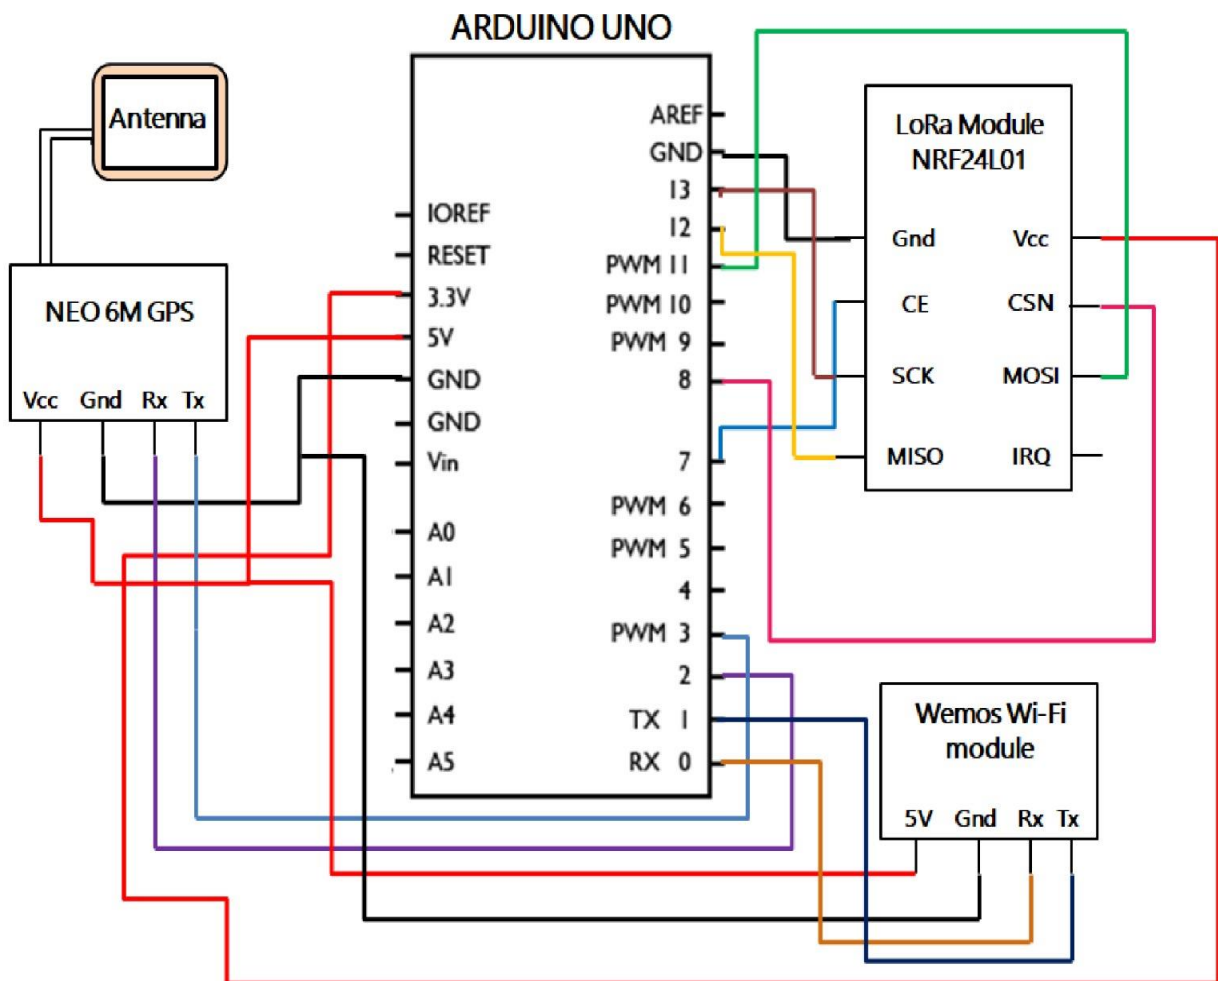 ARDUINO UNO
Antenna
NEO 6M GPS
Vcc Gnd Rx Tx
IOREF
RESET
3.3V
5V
GND
GND
Vin
A0
A1
A2
A3
A4
A5
AREF
GND
13
12
PWM 11
PWM 10
PWM 9
8
7
PWM 6
PWM 5
4
PWM 3
2
TX 1
RX 0
LoRa Module
NRF24L01
Gnd Vcc
CE CSN
SCK MOSI
MISO IRQ
Wemos Wi-Fi
module
5V Gnd Rx Tx